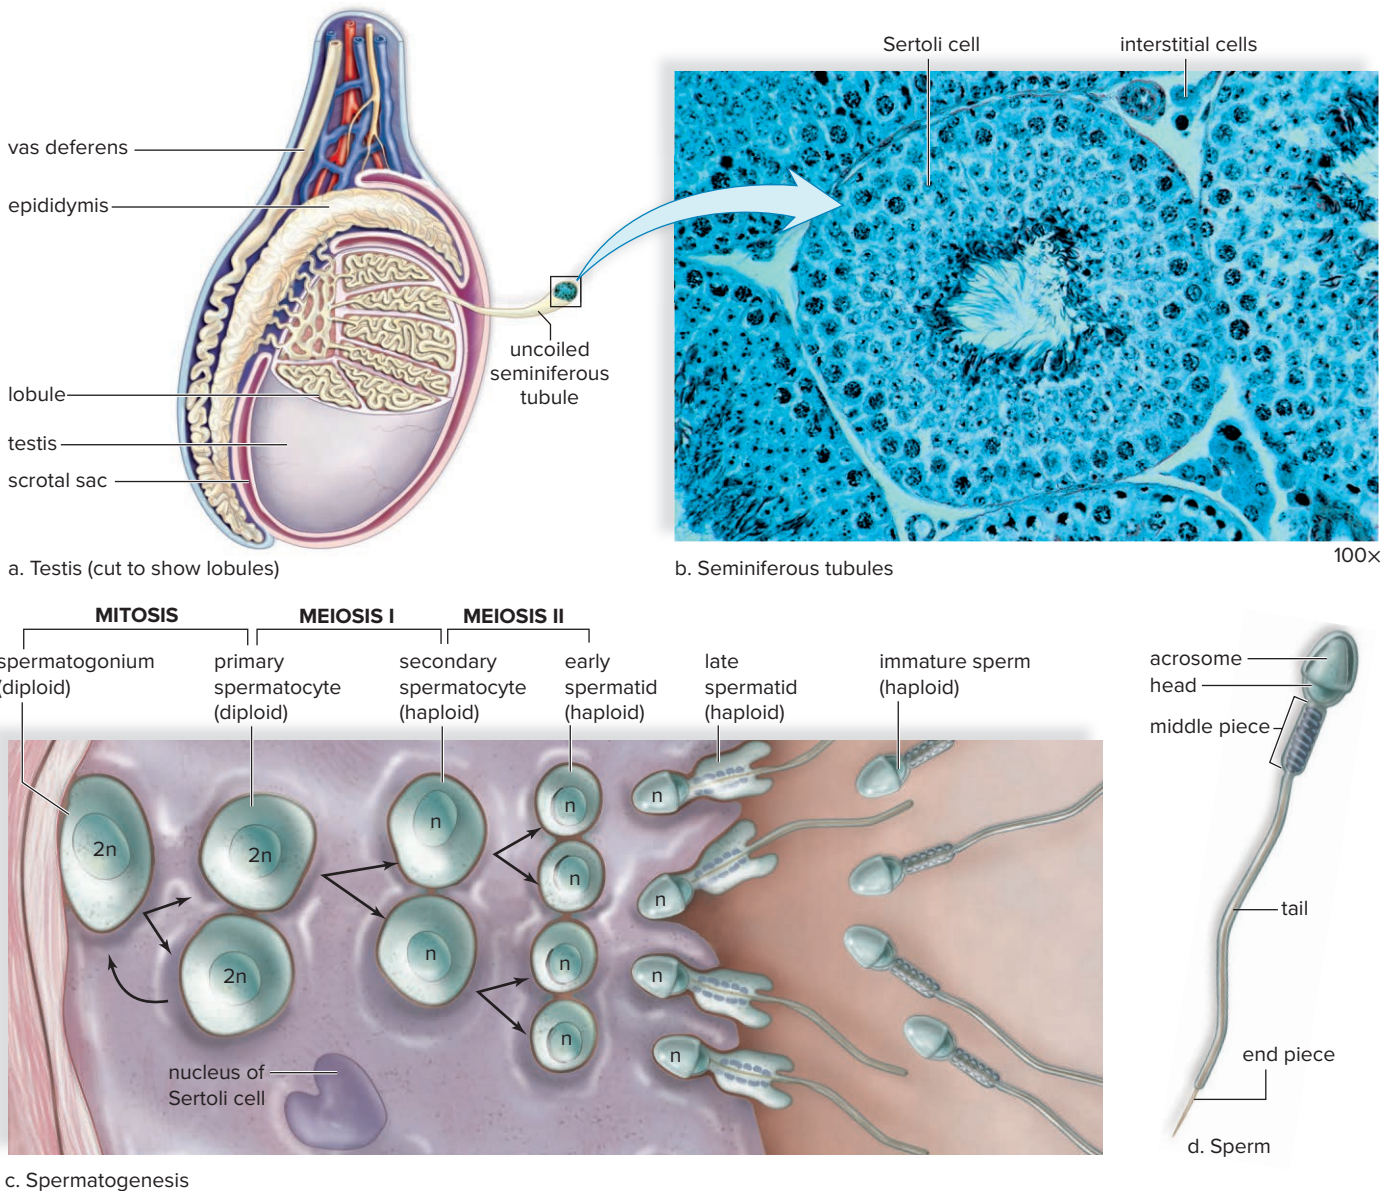 Sertoli cell
interstitial cells
vas deferens
epididymis
uncoiled
seminiferous
tubule
lobule
testis
scrotal sac
100×
a. Testis (cut to show lobules)
b. Seminiferous tubules
MITOSIS
MEIOSIS I
MEIOSIS II
spermatogonium
(diploid)
primary
spermatocyte
(diploid)
secondary
spermatocyte
(haploid)
early
spermatid
(haploid)
late
spermatid
(haploid)
immature sperm
(haploid)
2n
2n
2n
n
n
n
n
n
n
n
n
n
n
nucleus of
Sertoli cell
c. Spermatogenesis
acrosome
head
middle piece
tail
end piece
d. Sperm